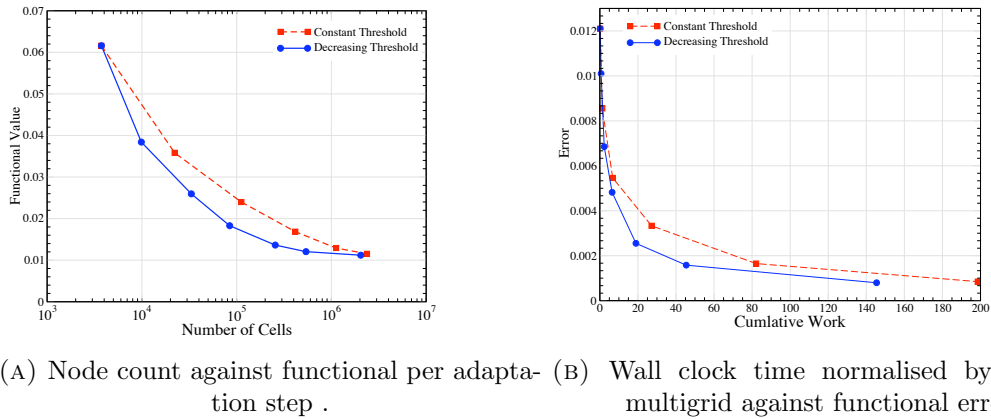 0.07
0.06
0.05
0.04
0.03
0.02
0.01
0
Functional Value
Constant Threshold
Decreasing Threshold
10^3 10^4 10^5 10^6 10^7
Number of Cells
0.012
0.01
0.008
0.006
0.004
0.002
0
Error
Constant Threshold
Decreasing Threshold
0 20 40 60 80 100 120 140 160 180 200
Cumlative Work
(A) Node count against functional per adapta-
tion step .
(B) Wall clock time normalised by
multigrid against functional err